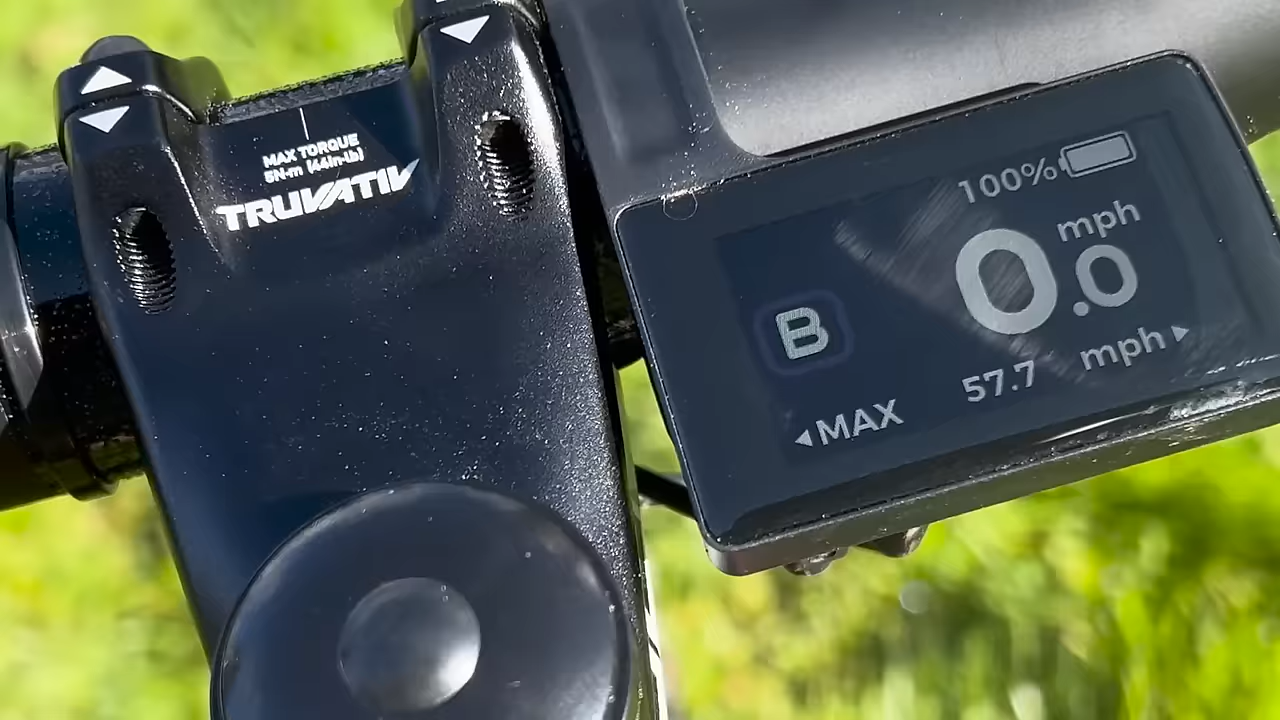 MAX TORQUE
5N·m (44in·lb)
TRUVATIV
100%
mph
0.0
B
57.7 mph
MAX